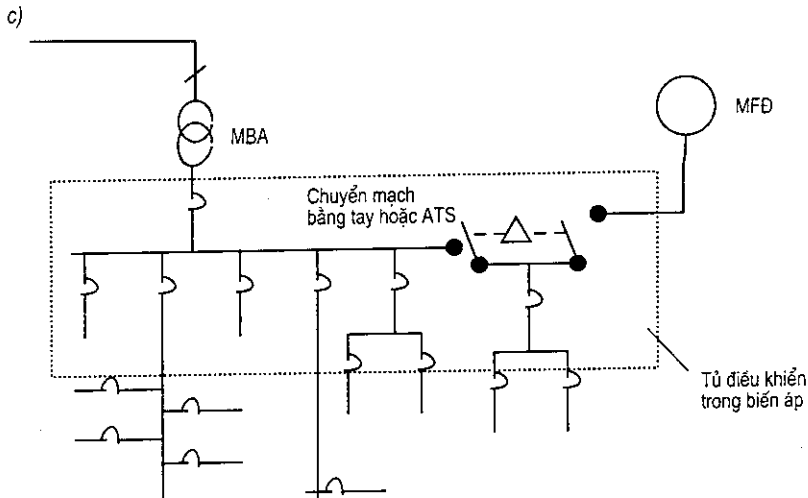 c)
MBA
MFĐ
Chuyển mạch
bằng tay hoặc ATS
Tủ điều khiển
trong biến áp